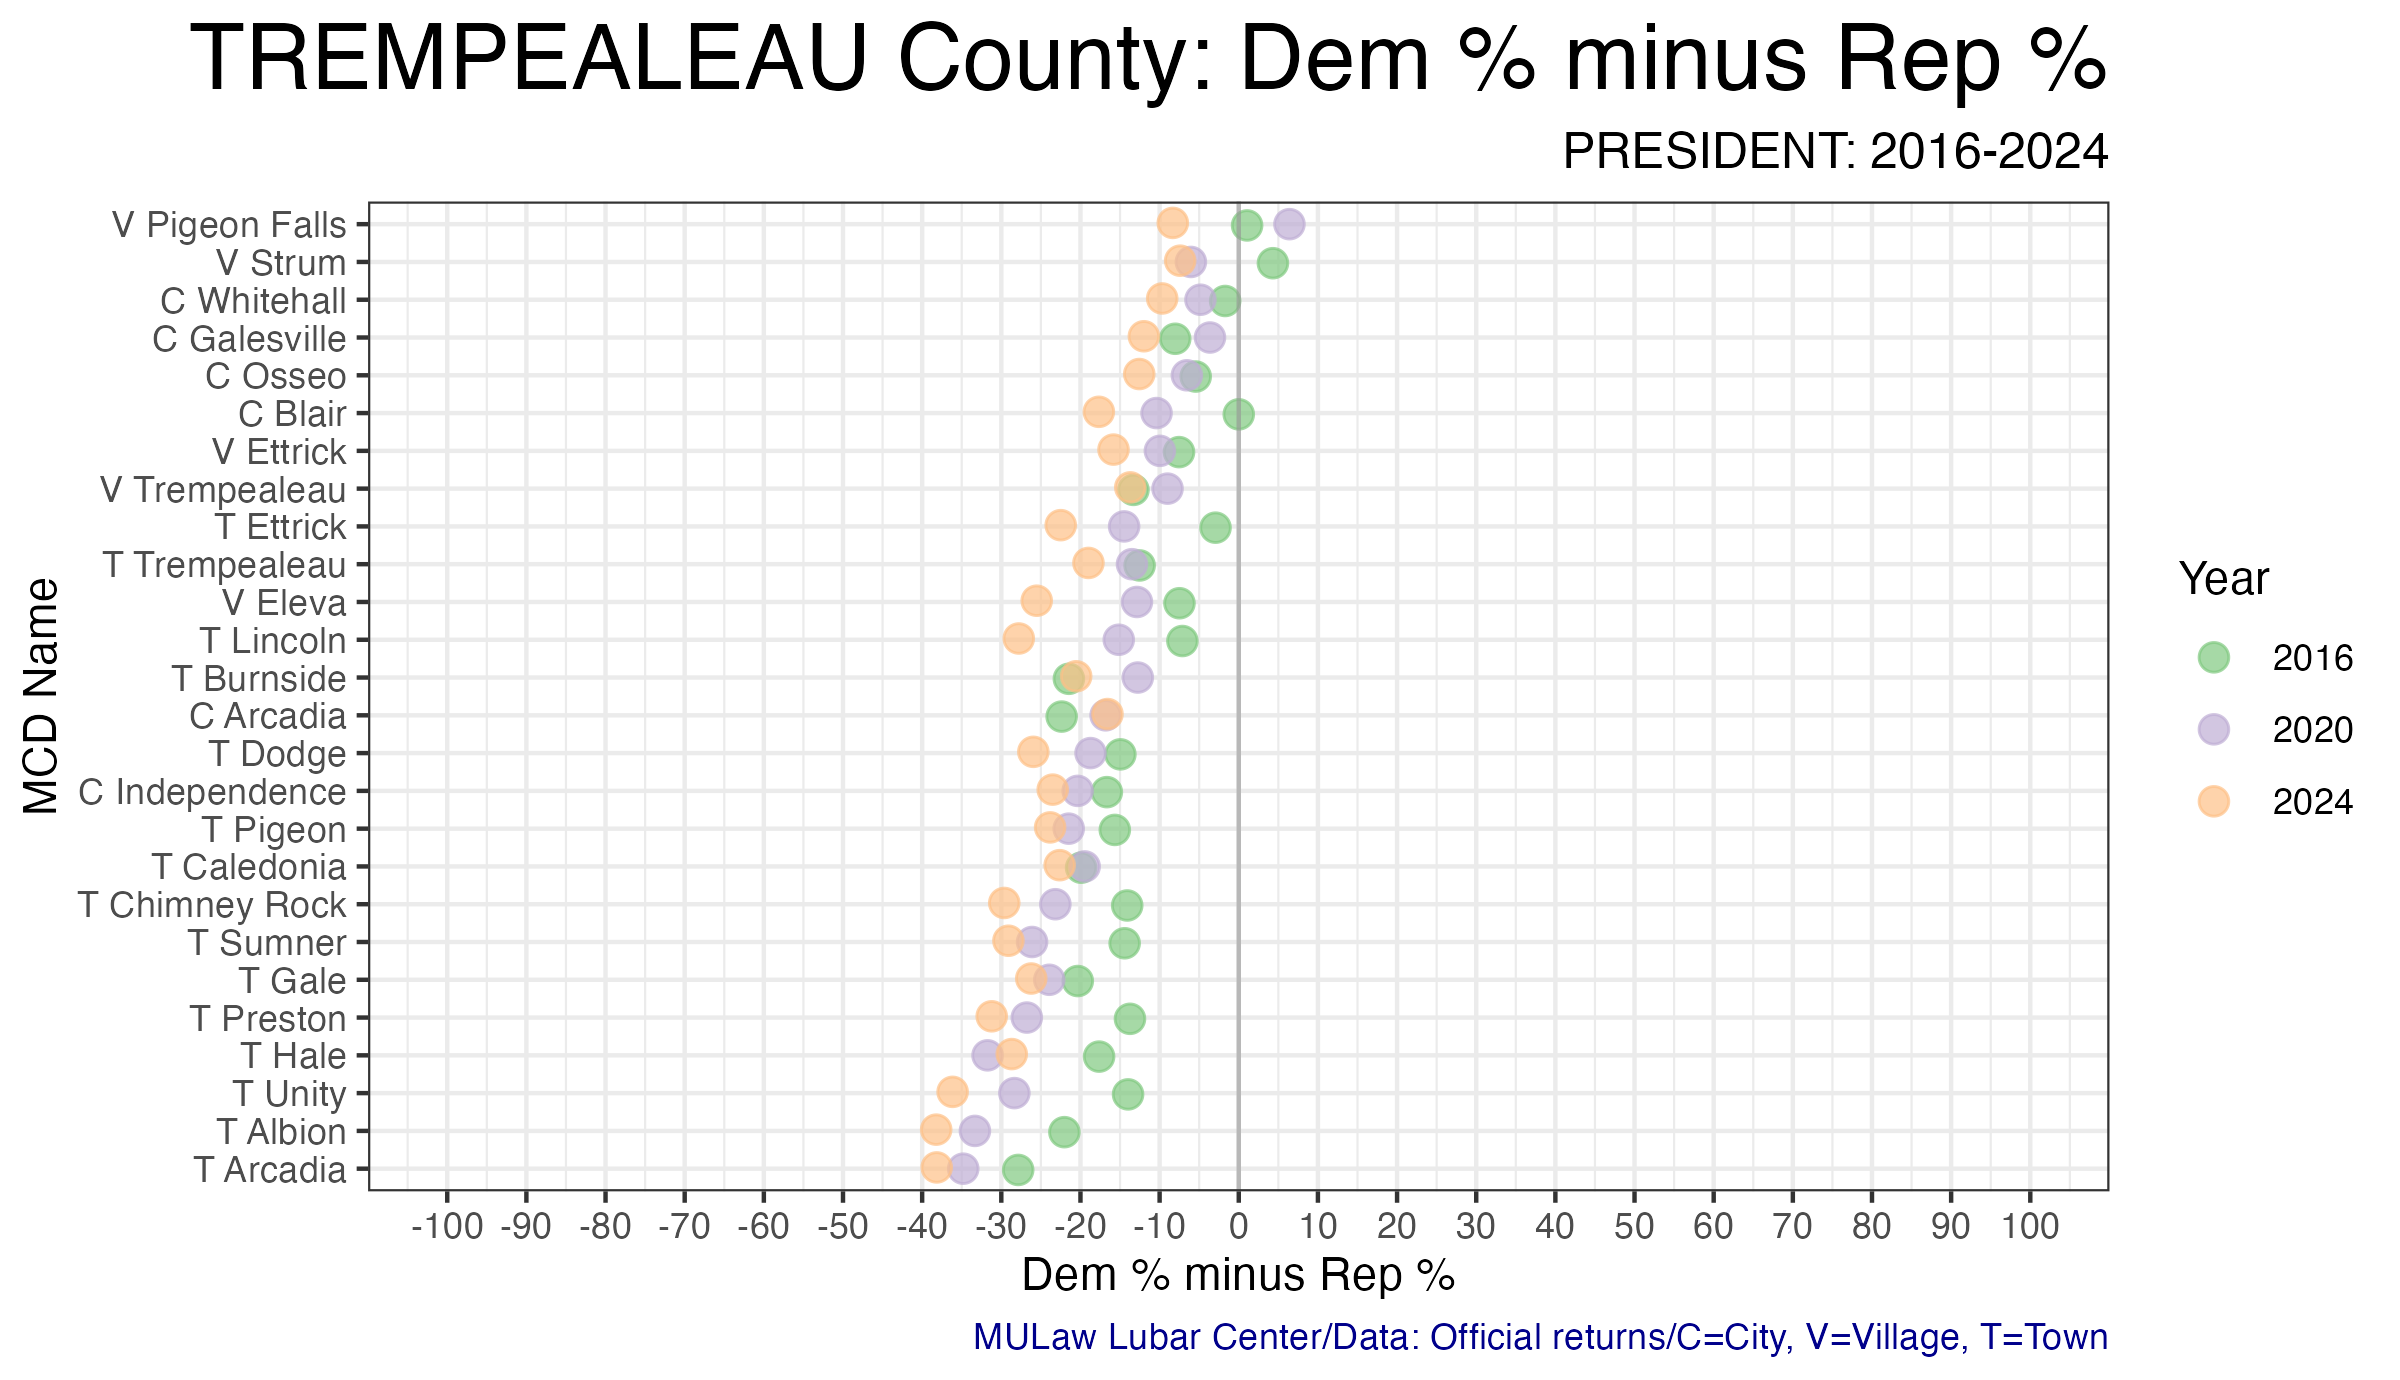 TREMPEALEAU County: Dem % minus Rep %
PRESIDENT: 2016-2024
MCD Name
V Pigeon Falls
V Strum
C Whitehall
C Galesville
C Osseo
C Blair
V Ettrick
V Trempealeau
T Ettrick
T Trempealeau
V Eleva
T Lincoln
T Burnside
C Arcadia
T Dodge
C Independence
T Pigeon
T Caledonia
T Chimney Rock
T Sumner
T Gale
T Preston
T Hale
T Unity
T Albion
T Arcadia
-100 -90 -80 -70 -60 -50 -40 -30 -20 -10 0 10 20 30 40 50 60 70 80 90 100
Dem % minus Rep %
Year
2016
2020
2024
MULaw Lubar Center/Data: Official returns/C=City, V=Village, T=Town